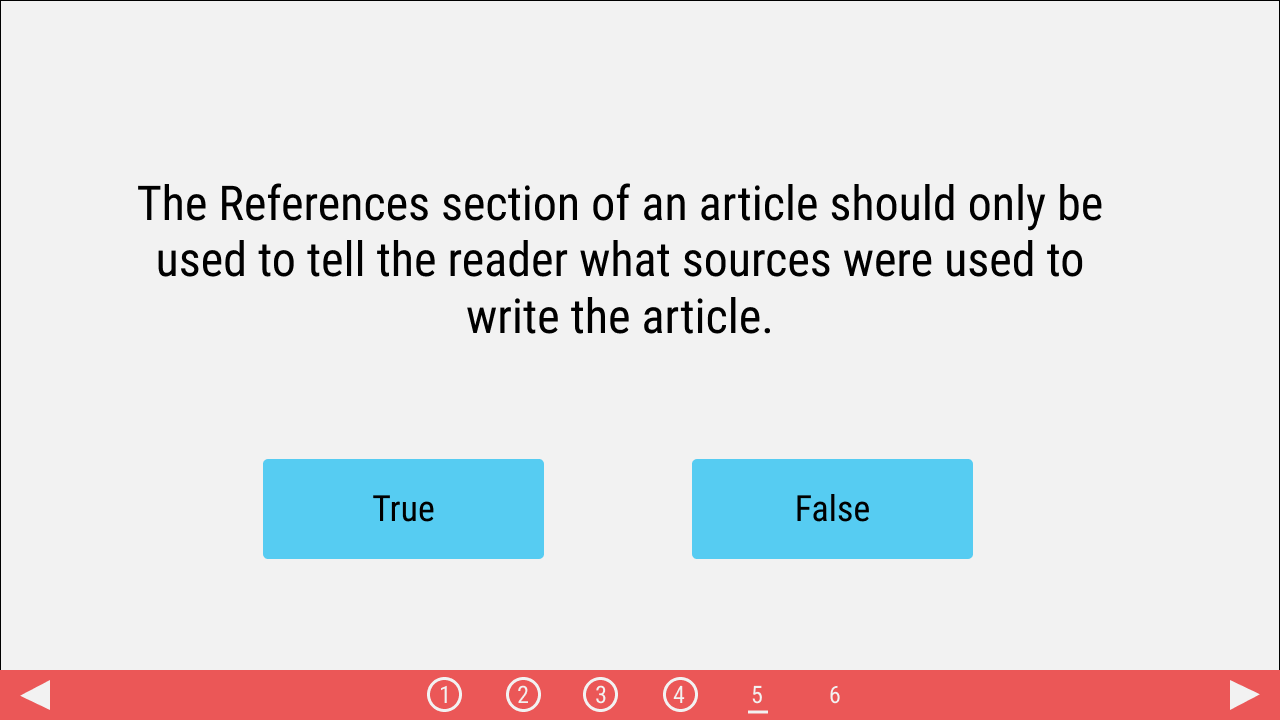 The References section of an article should only be
used to tell the reader what sources were used to
write the article.
True
False
1 2 3 4 5 6